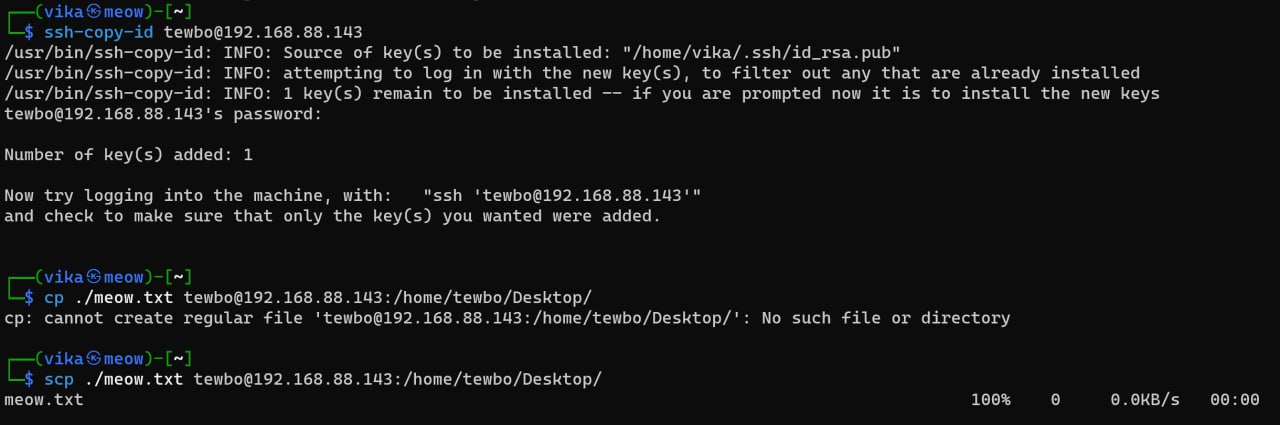 ┌──(vika㉿meow)-[~]
└─$ ssh-copy-id tewbo@192.168.88.143
/usr/bin/ssh-copy-id: INFO: Source of key(s) to be installed: "/home/vika/.ssh/id_rsa.pub"
/usr/bin/ssh-copy-id: INFO: attempting to log in with the new key(s), to filter out any that are already installed
/usr/bin/ssh-copy-id: INFO: 1 key(s) remain to be installed -- if you are prompted now it is to install the new keys
tewbo@192.168.88.143's password:
Number of key(s) added: 1
Now try logging into the machine, with:   "ssh 'tewbo@192.168.88.143'"
and check to make sure that only the key(s) you wanted were added.
┌──(vika㉿meow)-[~]
└─$ cp ./meow.txt tewbo@192.168.88.143:/home/tewbo/Desktop/
cp: cannot create regular file 'tewbo@192.168.88.143:/home/tewbo/Desktop/': No such file or directory
┌──(vika㉿meow)-[~]
└─$ scp ./meow.txt tewbo@192.168.88.143:/home/tewbo/Desktop/
meow.txt 100% 0 0.0KB/s 00:00